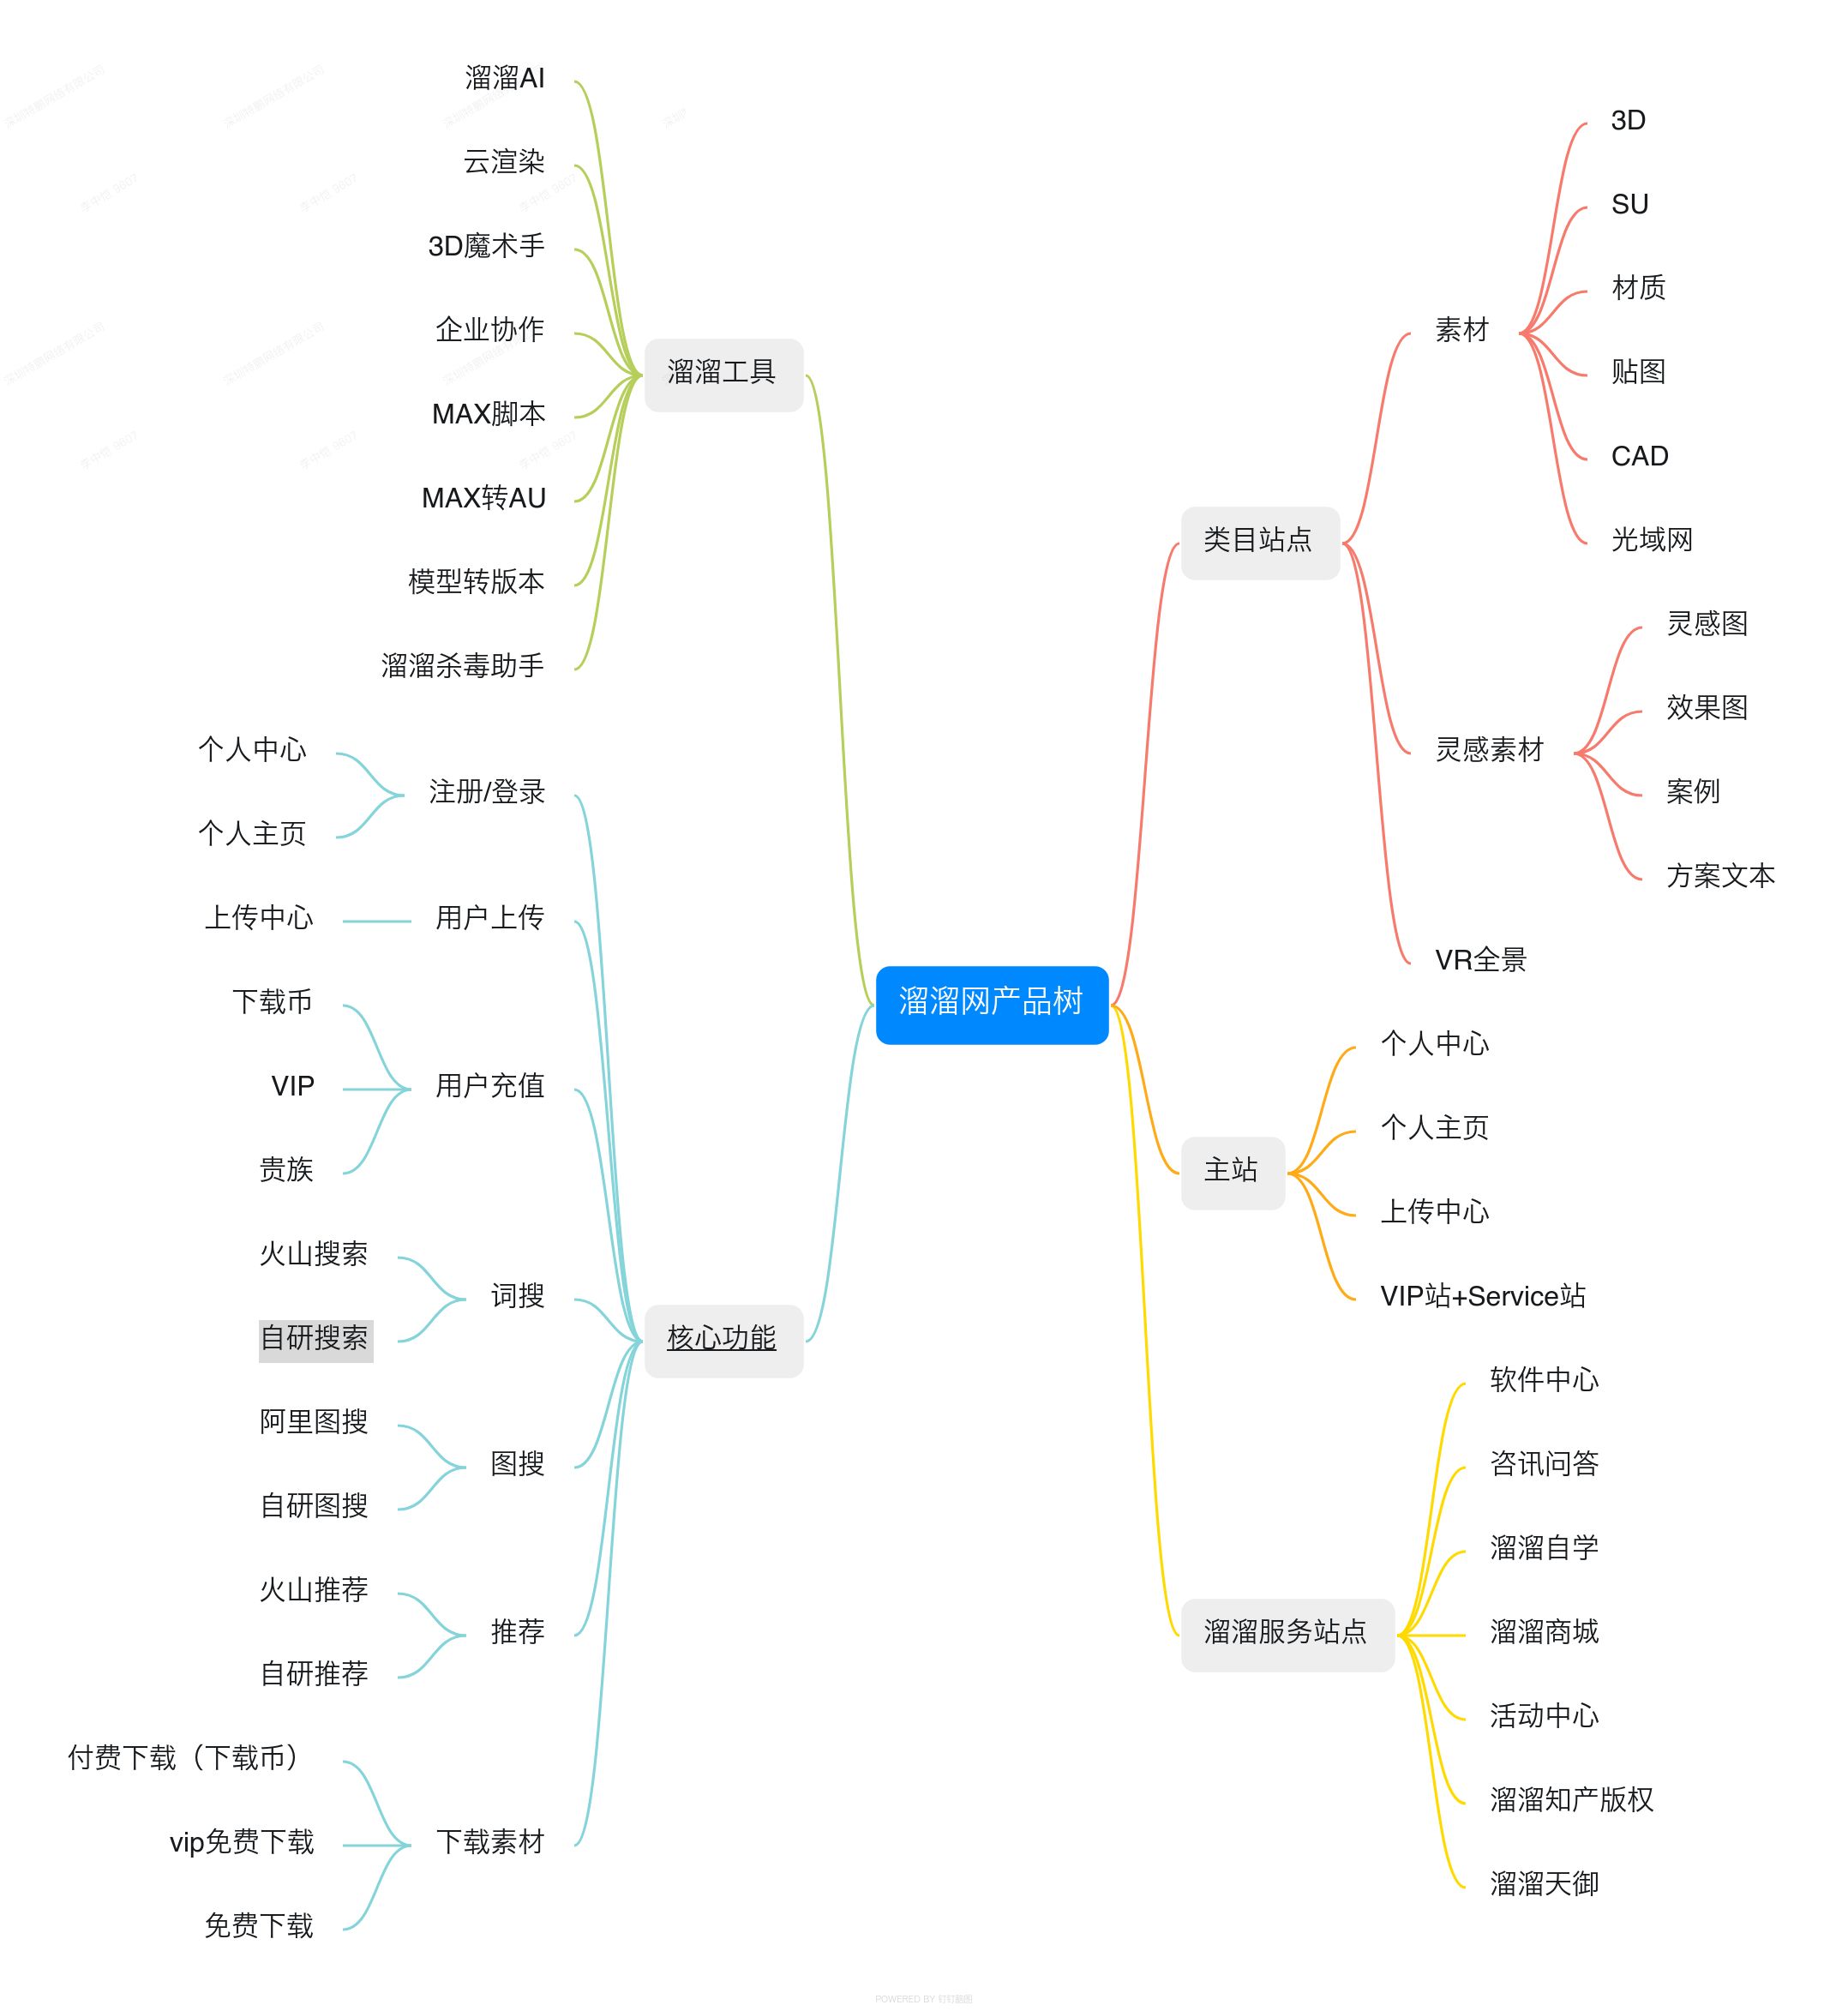 溜溜网产品树
类目站点
素材
3D
SU
材质
贴图
CAD
光域网
灵感素材
灵感图
效果图
案例
方案文本
VR全景
主站
个人中心
个人主页
上传中心
VIP站+Service站
溜溜服务站点
软件中心
咨讯问答
溜溜自学
溜溜商城
活动中心
溜溜知产版权
溜溜天御
溜溜工具
溜溜AI
云渲染
3D魔术手
企业协作
MAX脚本
MAX转AU
模型转版本
溜溜杀毒助手
核心功能
注册/登录
个人中心
个人主页
用户上传
上传中心
用户充值
下载币
VIP
贵族
词搜
火山搜索
自研搜索
图搜
阿里图搜
自研图搜
推荐
火山推荐
自研推荐
下载素材
付费下载（下载币）
vip免费下载
免费下载
POWERED BY 钉钉脑图